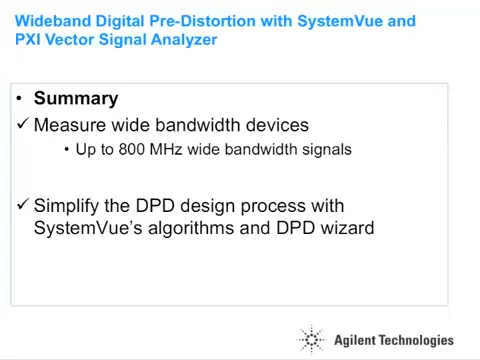 Wideband Digital Pre-Distortion with SystemVue and
PXI Vector Signal Analyzer
• Summary
✓ Measure wide bandwidth devices
• Up to 800 MHz wide bandwidth signals
✓ Simplify the DPD design process with
SystemVue's algorithms and DPD wizard
Agilent Technologies